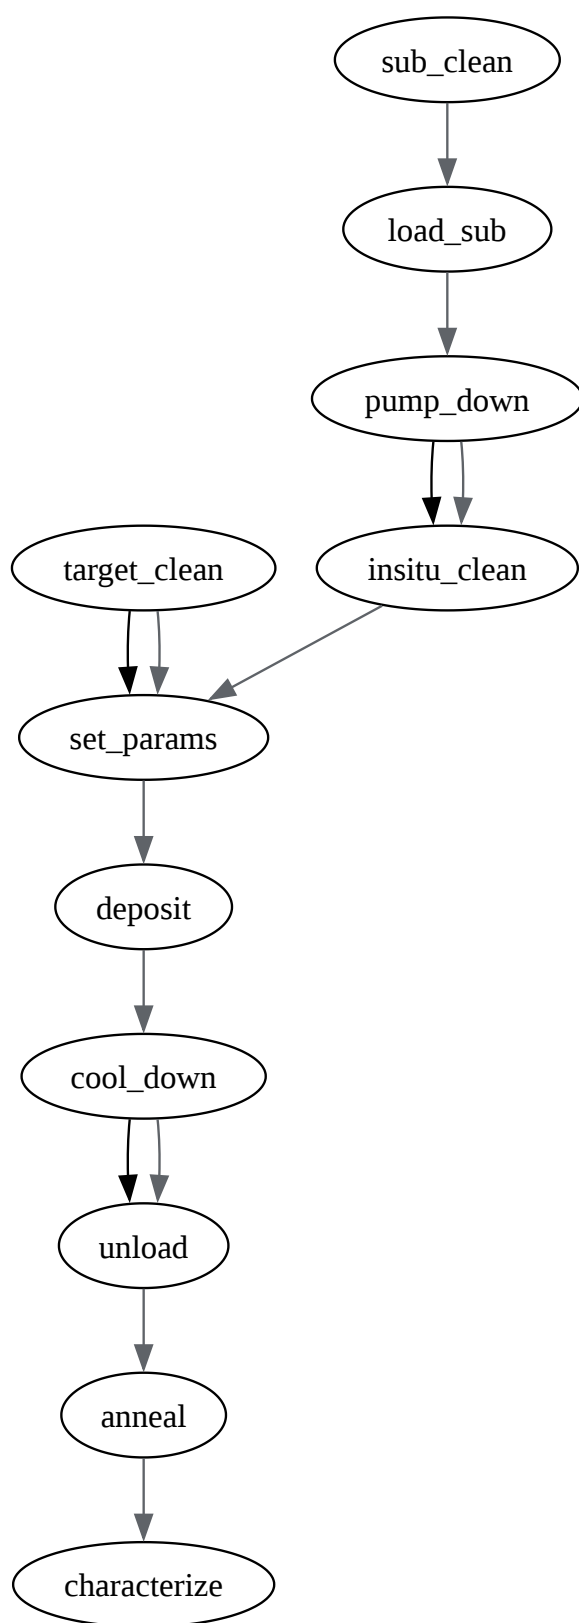 sub_clean
load_sub
pump_down
target_clean
insitu_clean
set_params
deposit
cool_down
unload
anneal
characterize